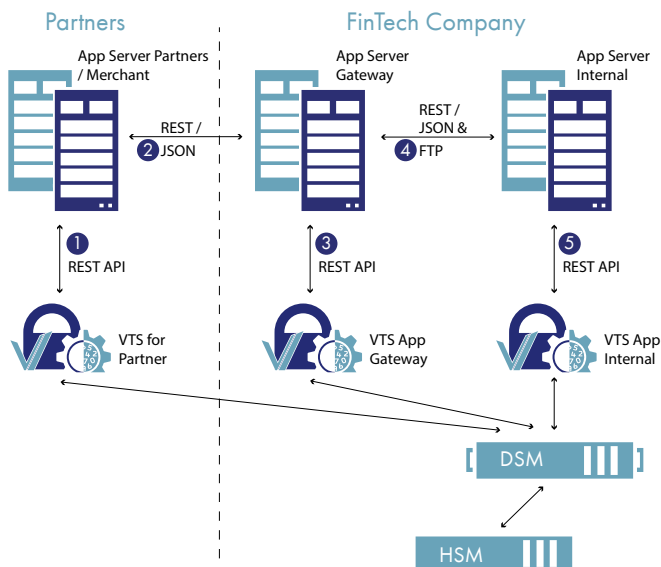 Partners
FinTech Company
App Server Partners
/ Merchant
App Server
Gateway
App Server
Internal
REST /
2 JSON
REST /
JSON &
4 FTP
1
REST API
3
REST API
5
REST API
VTS for
Partner
VTS App
Gateway
VTS App
Internal
DSM
HSM